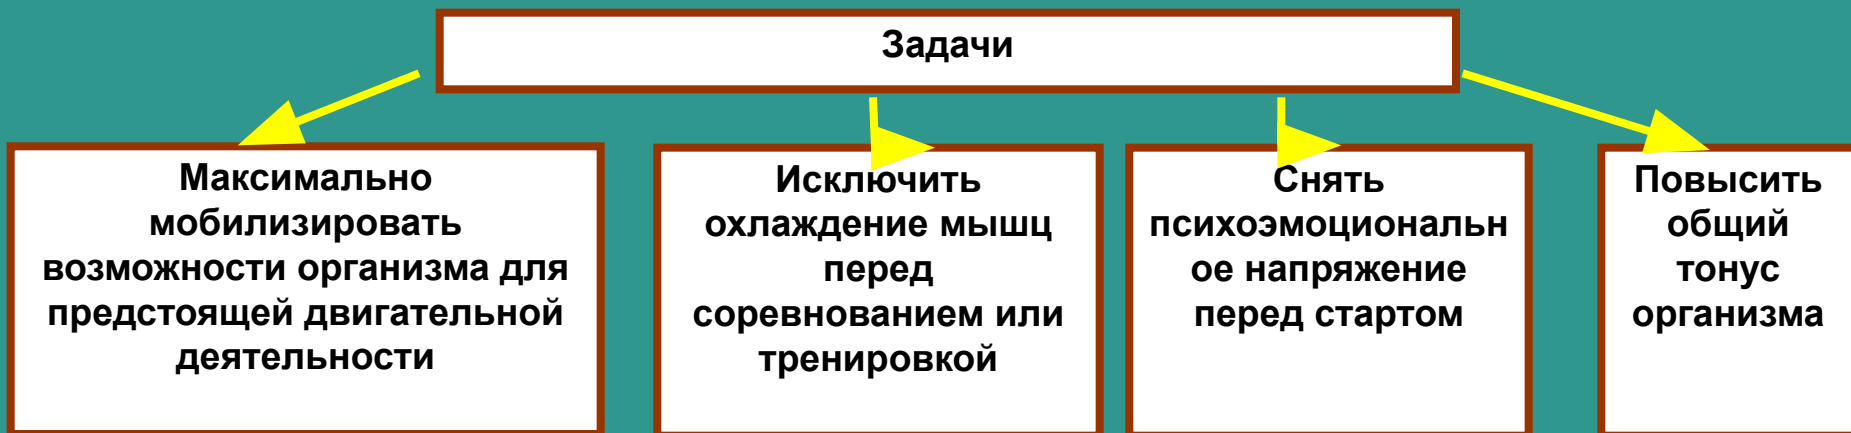 Задачи
Максимально
мобилизировать
возможности организма для
предстоящей двигательной
деятельности
Исключить
охлаждение мышц
перед
соревнованием или
тренировкой
Снять
психоэмоциональн
ое напряжение
перед стартом
Повысить
общий
тонус
организма